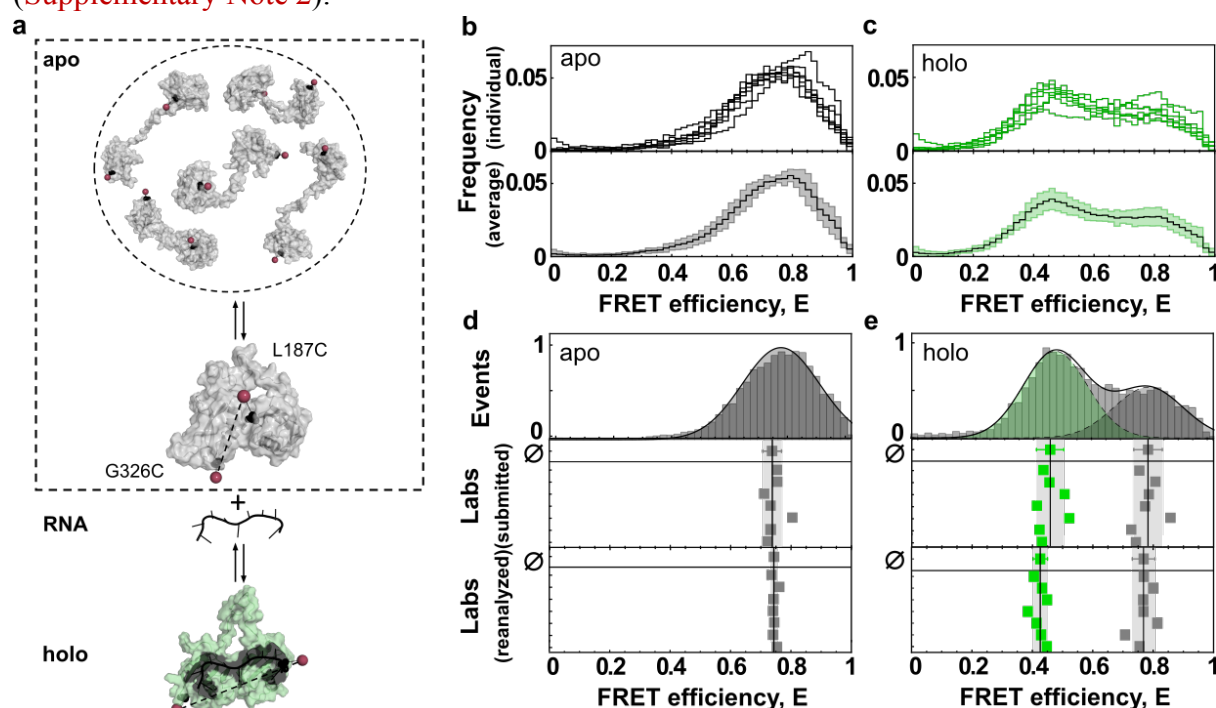 (Supplementary Note 2).
a
apo
L187C
G326C
+
RNA
holo
b
apo
0.05
0
0.05
0
Frequency
(individual)
(average)
0 0.2 0.4 0.6 0.8 1
FRET efficiency, E
c
holo
0.05
0
0.05
0
0 0.2 0.4 0.6 0.8 1
FRET efficiency, E
d
apo
1
0
Events
Ø
Labs
(submitted)
Ø
Labs
(reanalyzed)
0 0.2 0.4 0.6 0.8 1
FRET efficiency, E
e
holo
1
0
Ø
Ø
0 0.2 0.4 0.6 0.8 1
FRET efficiency, E